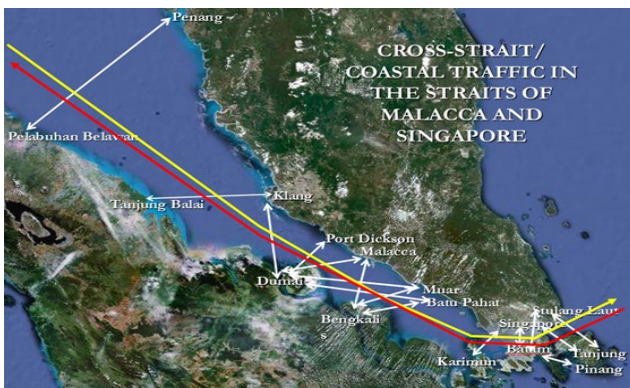 Penang
CROSS-STRAIT/
COASTAL TRAFFIC IN
THE STRAITS OF
MALACCA AND
SINGAPORE
Pelabuhan Belawan
Tanjung Balai
Klang
Port Dickson
Malacca
Dumai
Muar
Batu Pahat
Bengkali
s
Stulang Laut
Singapore
Batam
Tanjung
Karimun
Pinang